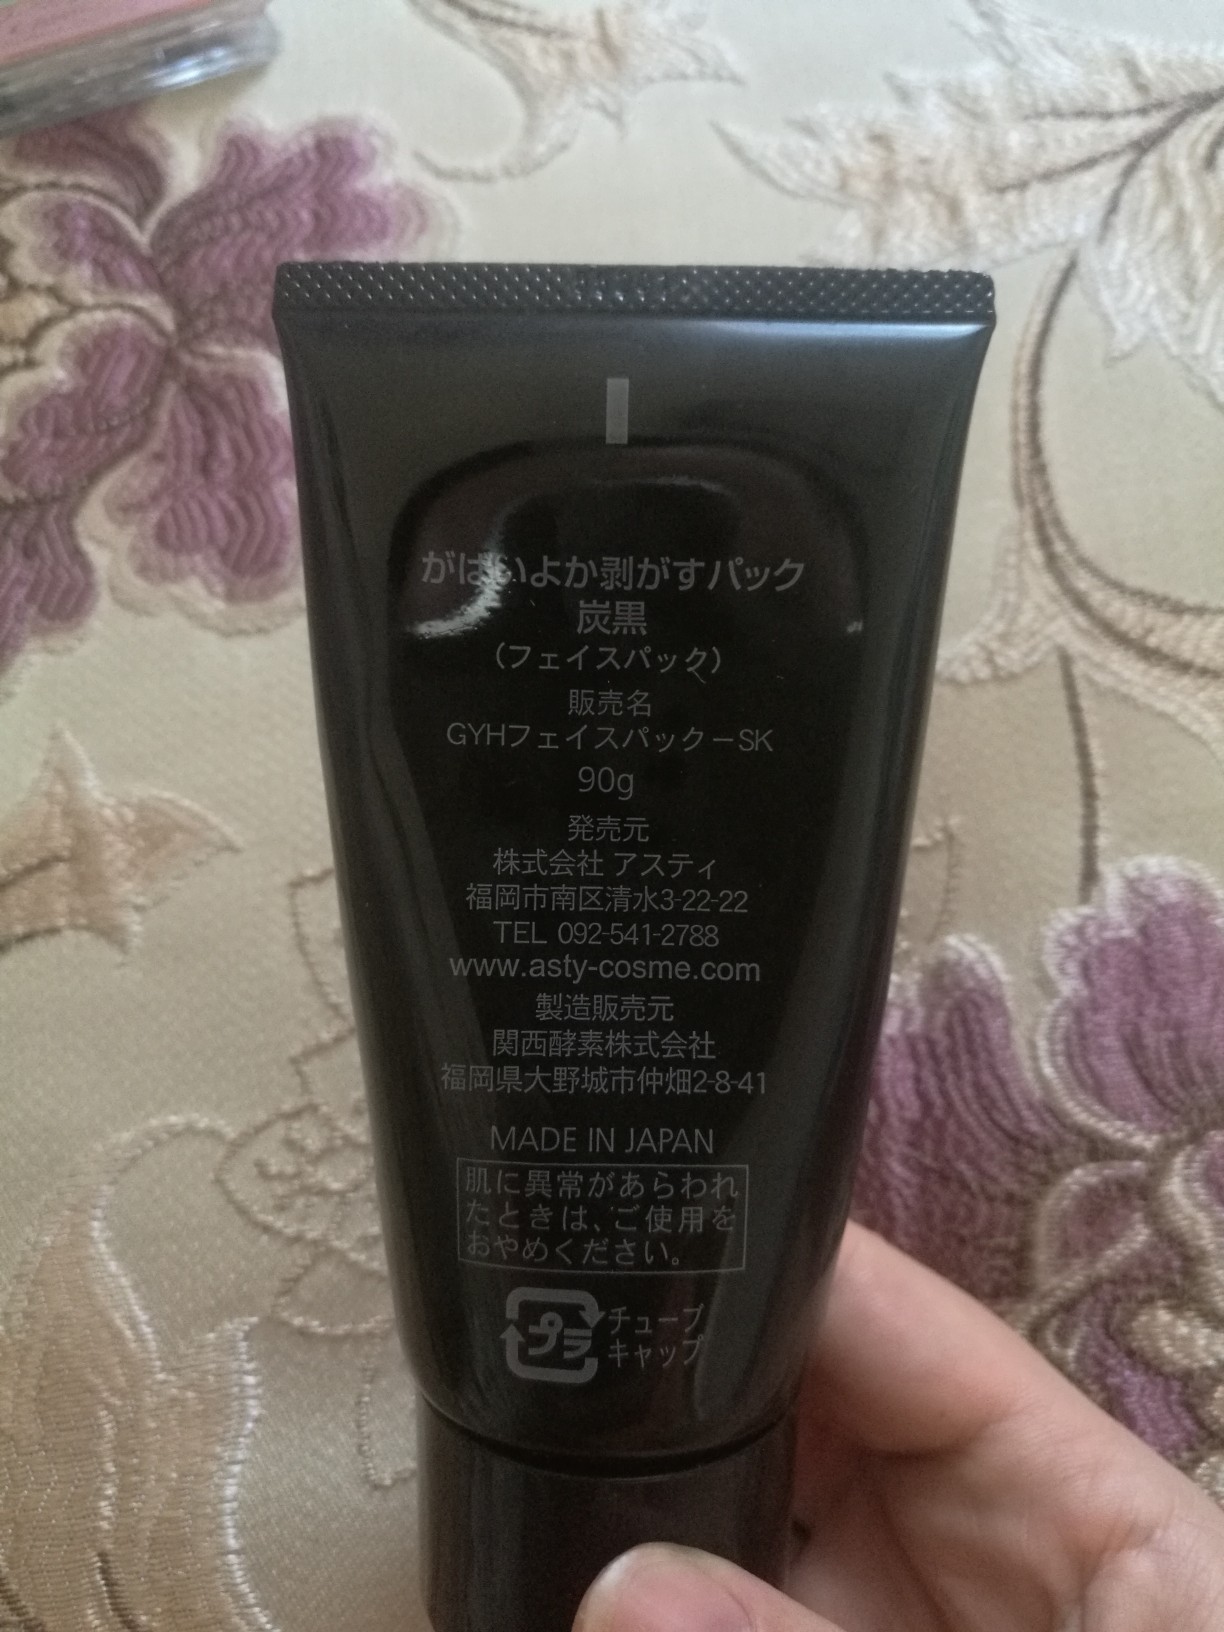 がばいよか剥がすパック
炭黒
（フェイスパック）
販売名
GYHフェイスパックーSK
90g
発売元
株式会社 アスティ
福岡市南区清水3-22-22
TEL 092-541-2788
www.asty-cosme.com
製造販売元
関西酵素株式会社
福岡県大野城市仲畑2-8-41
MADE IN JAPAN
肌に異常があらわれ
たときは、ご使用を
おやめください。
プラ チューブ
キャップ